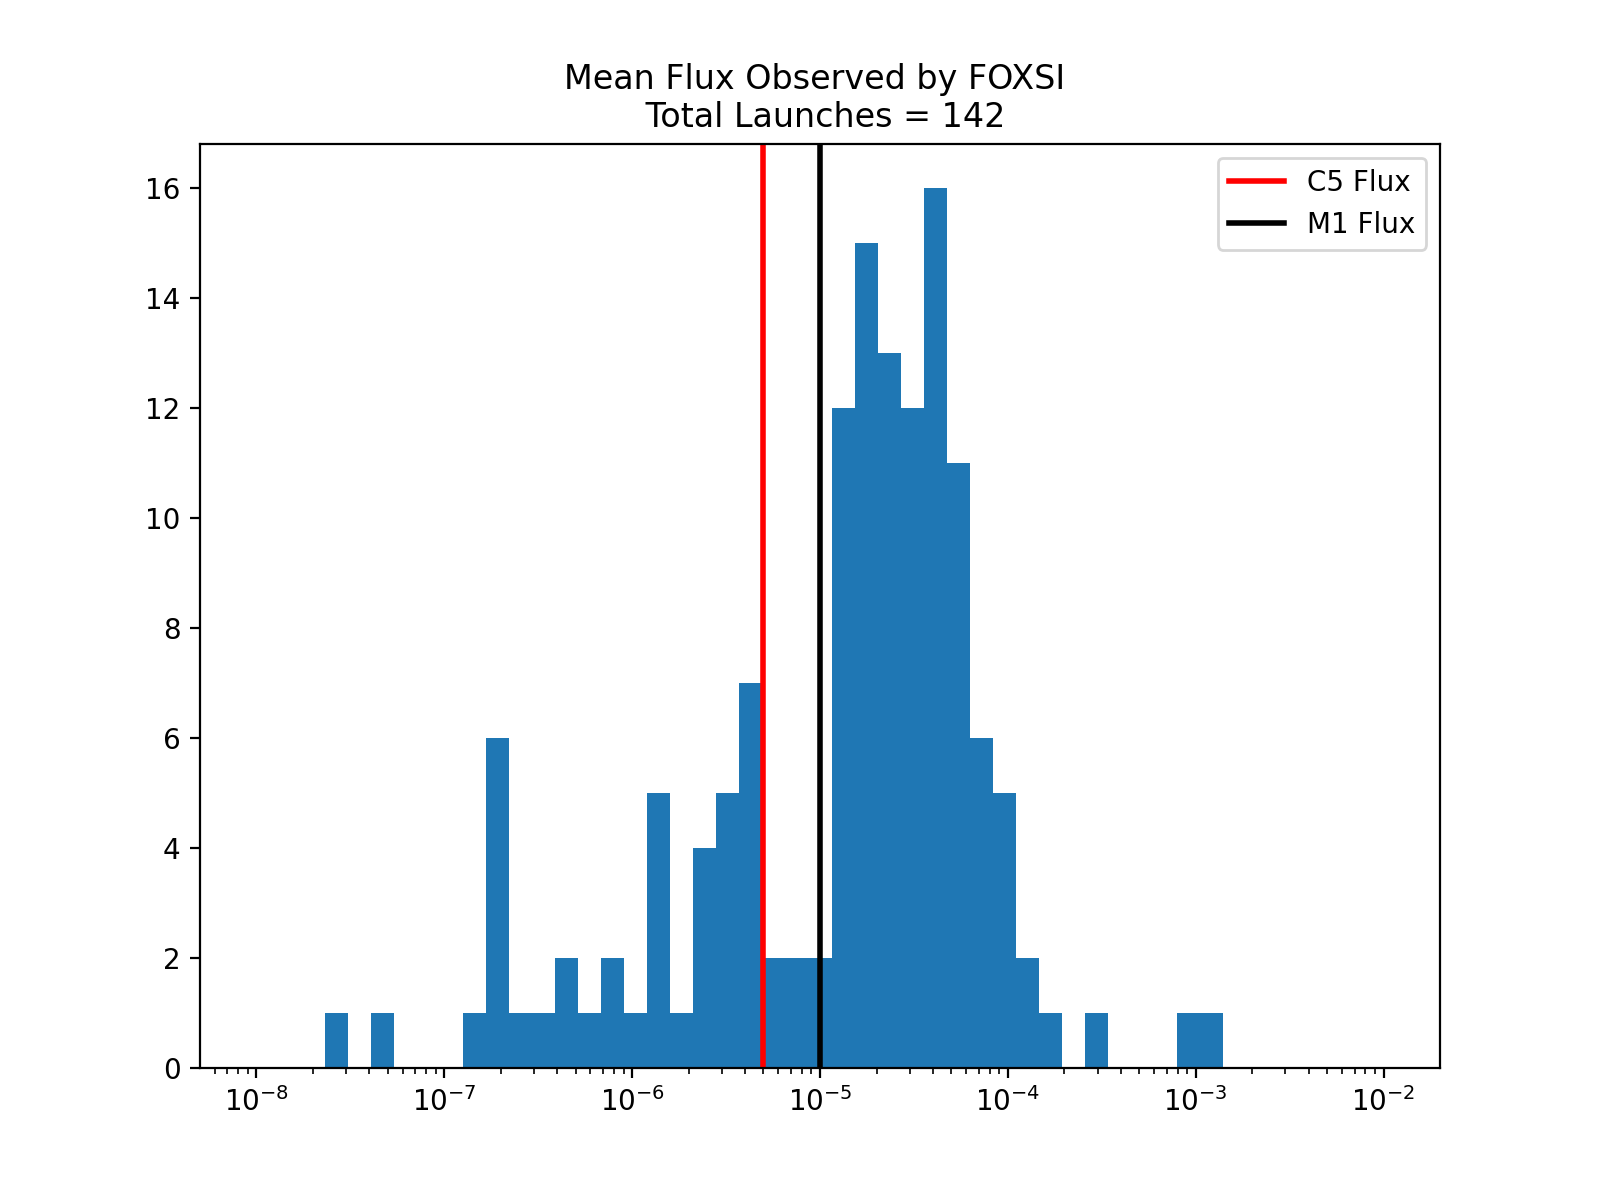 Mean Flux Observed by FOXSI
Total Launches = 142
C5 Flux
M1 Flux
16
14
12
10
8
6
4
2
0
10⁻⁸ 10⁻⁷ 10⁻⁶ 10⁻⁵ 10⁻⁴ 10⁻³ 10⁻²